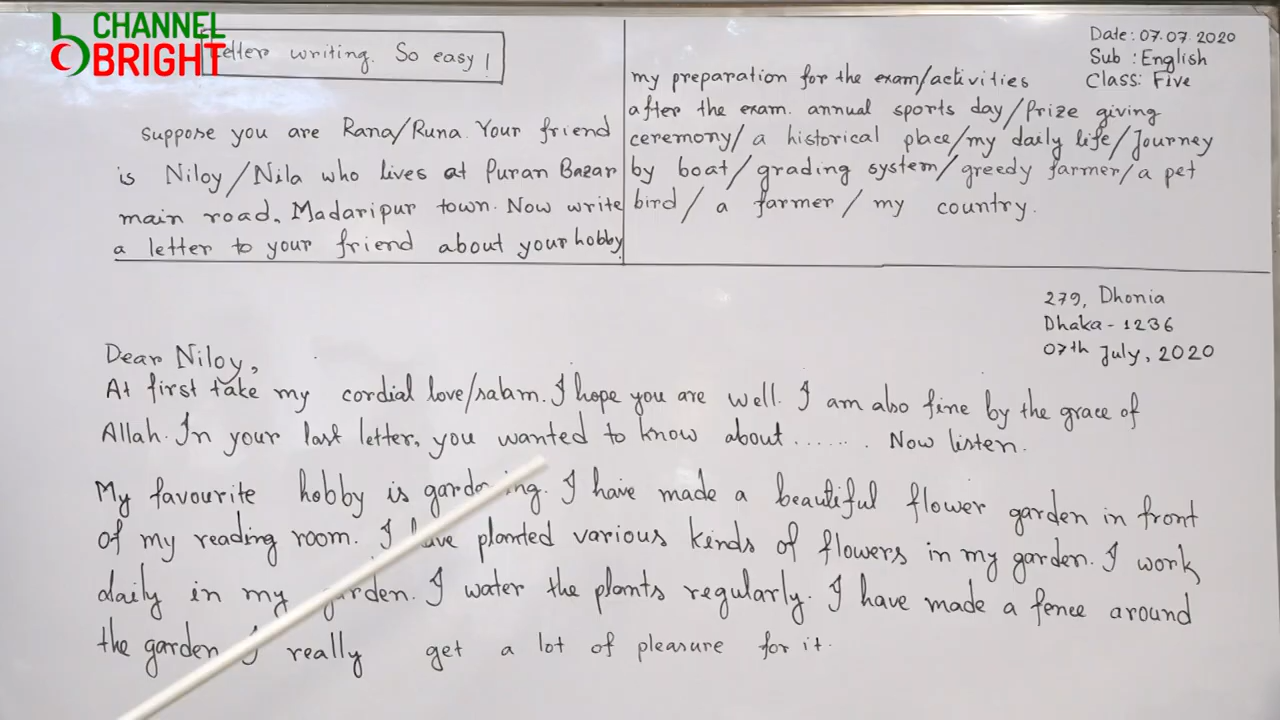 CHANNEL
BRIGHT
Letter writing. So easy!
Suppose you are Rana/Runa. Your friend
is Niloy/Nila who lives at Puran Bazar
main road, Madaripur town. Now write
a letter to your friend about your hobby.
Date: 07.07.2020
Sub: English
Class: Five
my preparation for the exam/activities
after the exam. annual sports day/Prize giving
ceremony/ a historical place/my daily life/Journey
by boat/ grading system/greedy farmer/a pet
bird/ a farmer/ my country.
279, Dhonia
Dhaka-1236
07th July, 2020
Dear Niloy,
At first take my cordial love/salam. I hope you are well. I am also fine by the grace of
Allah. In your last letter, you wanted to know about....... Now listen.
My favourite hobby is gardening. I have made a beautiful flower garden in front
of my reading room. I have planted various kinds of flowers in my garden. I work
daily in my garden. I water the plants regularly. I have made a fence around
the garden I really get a lot of pleasure for it.